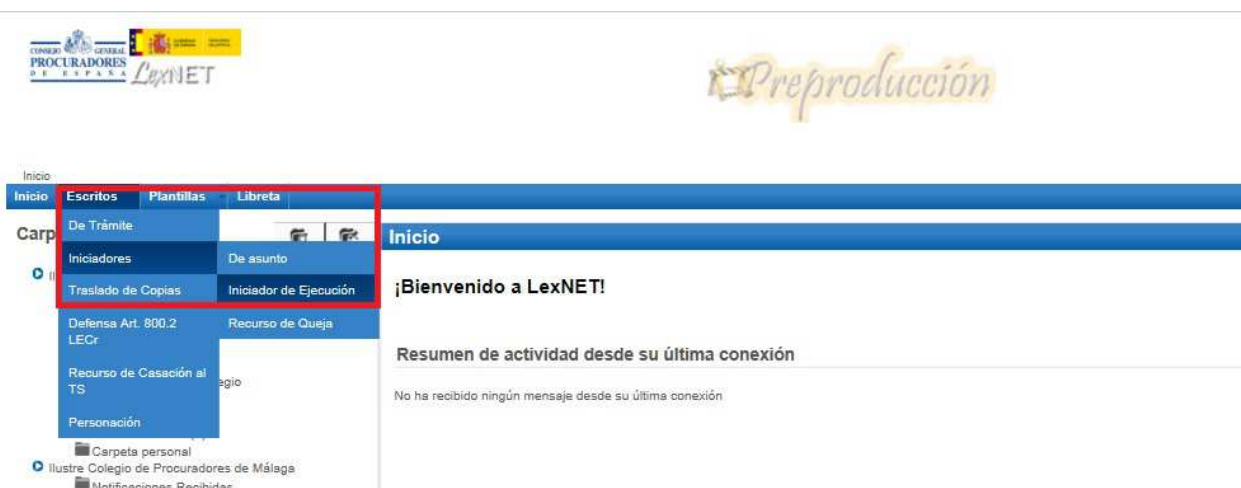 CONSEJO GENERAL
PROCURADORES
DE ESPAÑA
LexNET
Preproducción
Inicio
Inicio Escritos Plantillas Libreta
Carp
De Trámite
Iniciadores
Traslado de Copias
Defensa Art. 800.2
LECr
Recurso de Casación al
TS
Personación
De asunto
Iniciador de Ejecución
Recurso de Queja
egio
Carpeta personal
Ilustre Colegio de Procuradores de Málaga
Notificaciones Recibidas
Inicio
¡Bienvenido a LexNET!
Resumen de actividad desde su última conexión
No ha recibido ningún mensaje desde su última conexión